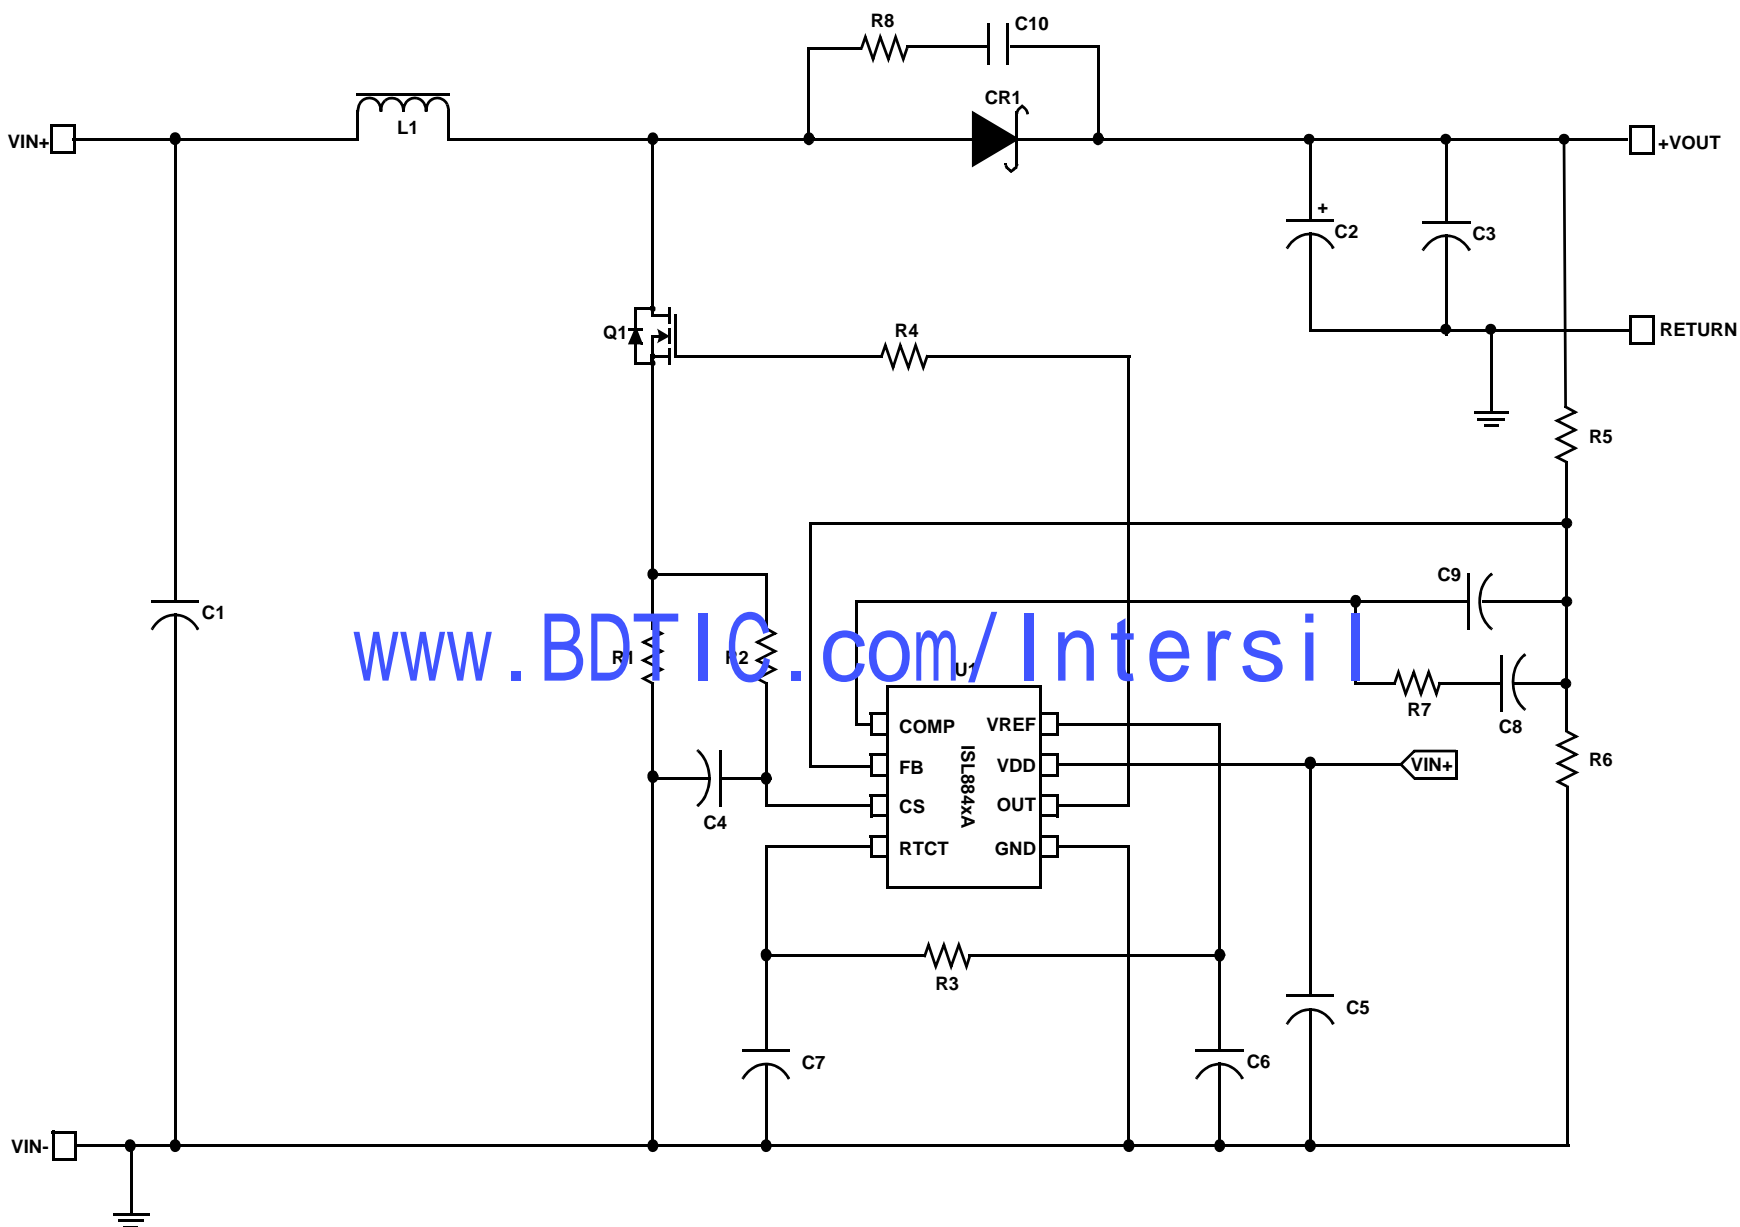 R8
C10
CR1
L1
VIN+
+VOUT
+
C2
C3
Q1
R4
RETURN
R5
C9
C1
www.BDTIC.com/Intersil
R1
R2
U1
R7
C8
COMP
VREF
FB
VDD
VIN+
R6
ISL884xA
CS
OUT
C4
RTCT
GND
R3
C5
C7
C6
VIN-